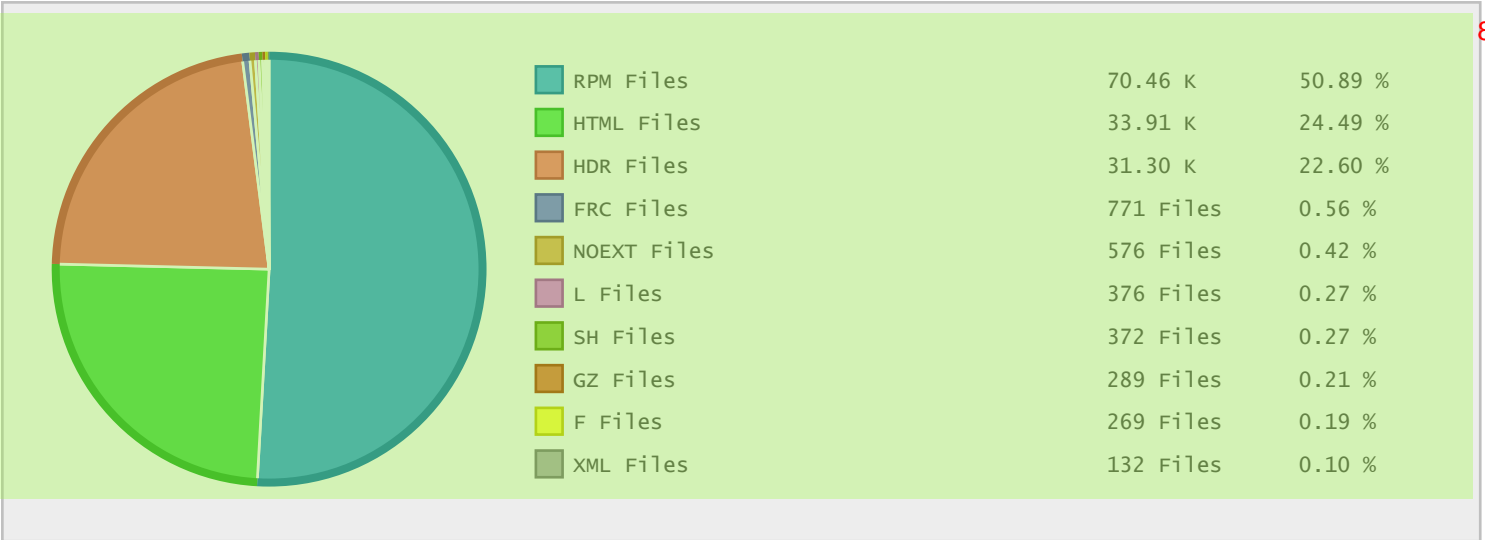 RPM Files 70.46 K 50.89 %
HTML Files 33.91 K 24.49 %
HDR Files 31.30 K 22.60 %
FRC Files 771 Files 0.56 %
NOEXT Files 576 Files 0.42 %
L Files 376 Files 0.27 %
SH Files 372 Files 0.27 %
GZ Files 289 Files 0.21 %
F Files 269 Files 0.19 %
XML Files 132 Files 0.10 %